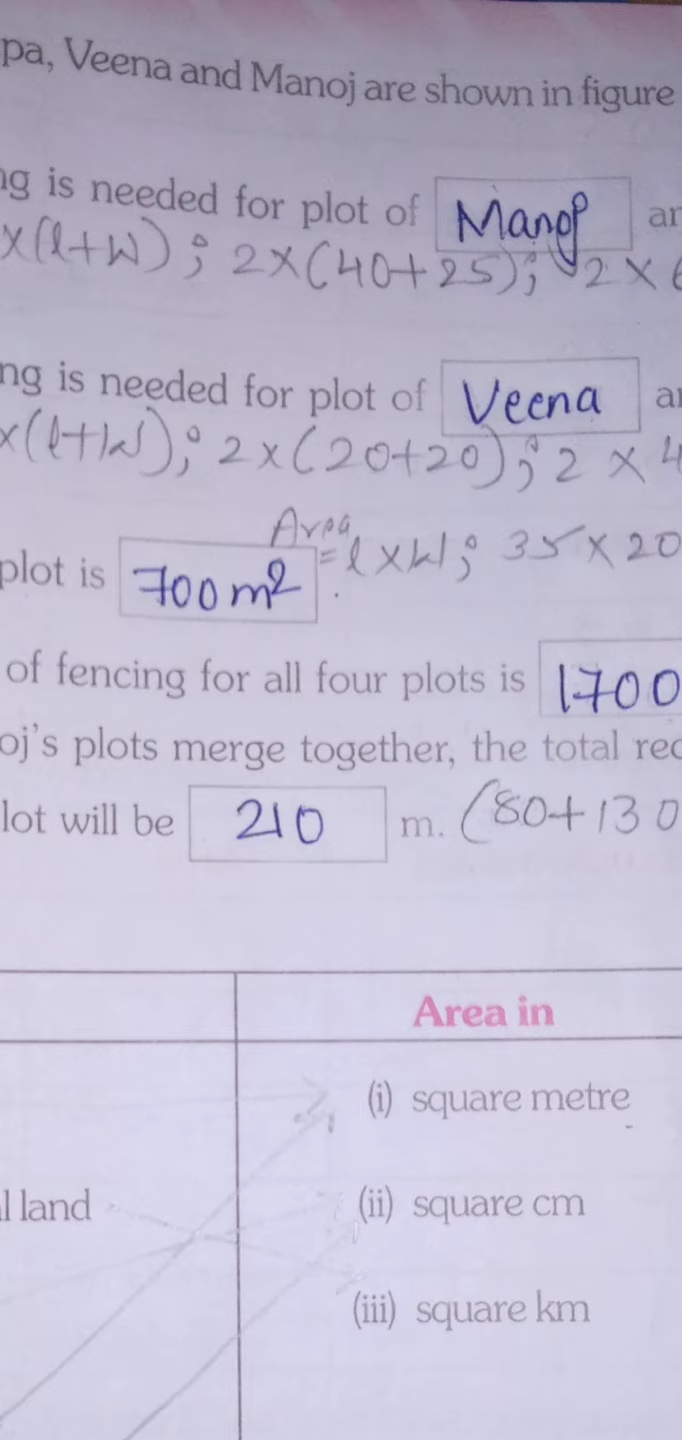 pa, Veena and Manoj are shown in figure
ng is needed for plot of Manoj ar
×(l+W); 2×(40+25); 2×6
ng is needed for plot of Veena ar
×(l+W); 2×(20+20); 2×4
Area
plot is 700 m² = l×W; 35×20
of fencing for all four plots is 1700
oj's plots merge together, the total rec
lot will be 210 m. (80+130
Area in
(i) square metre
l land (ii) square cm
(iii) square km